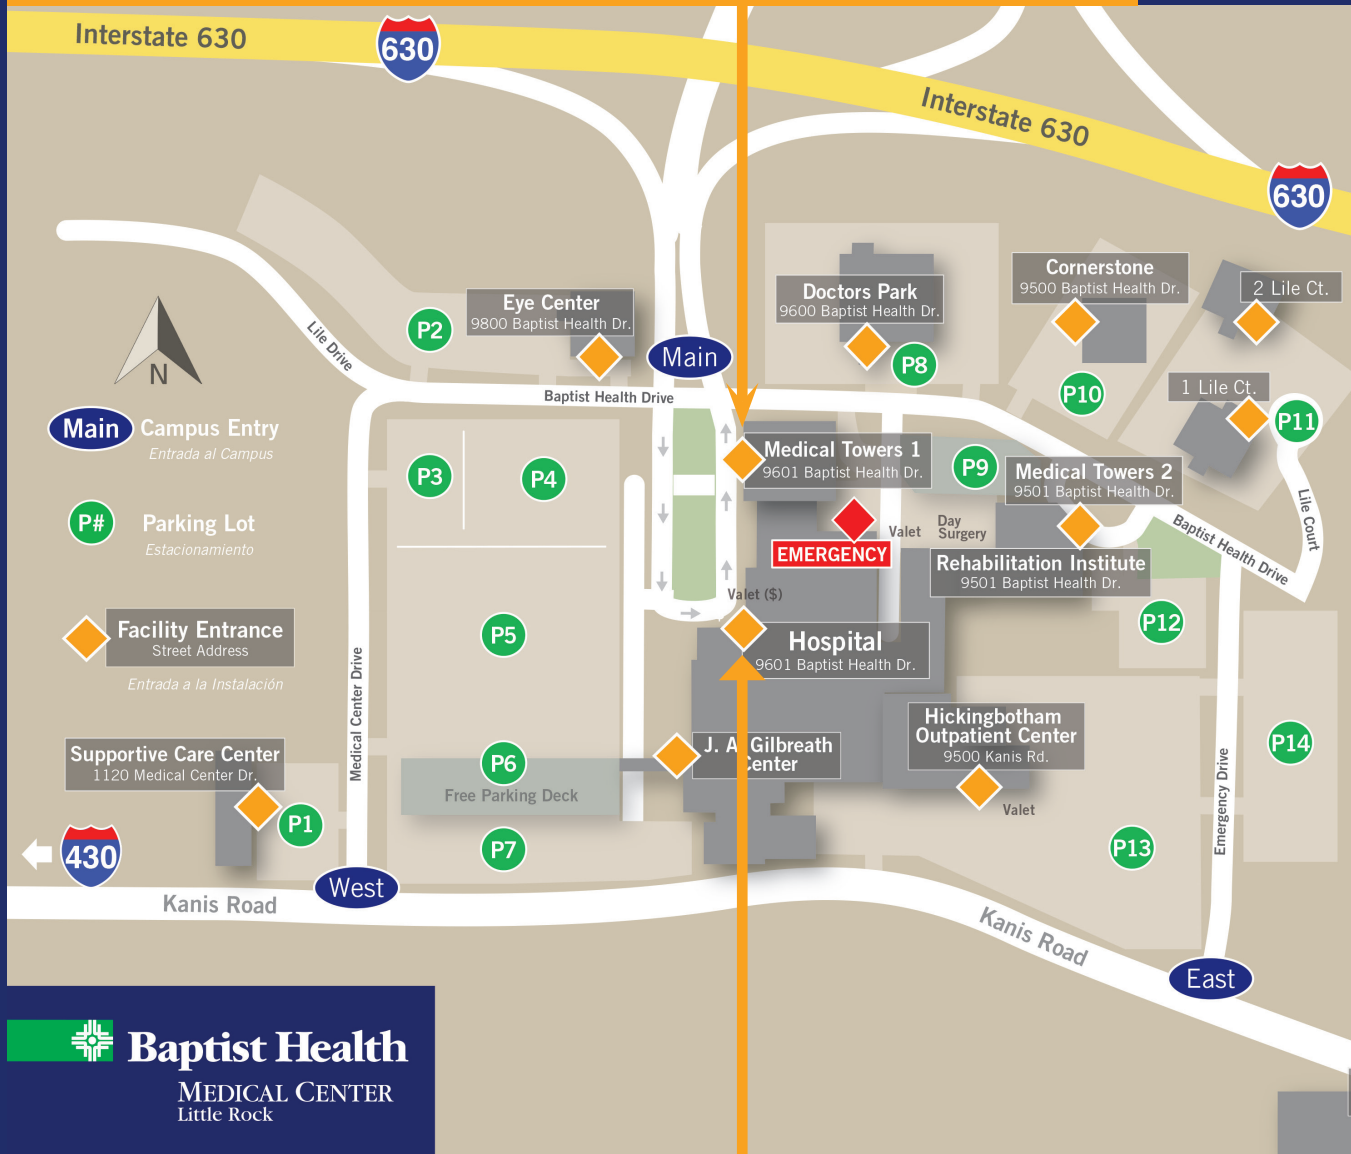 Interstate 630
630
Interstate 630
630
Eye Center
9800 Baptist Health Dr.
P2
Lile Drive
Main
Doctors Park
9600 Baptist Health Dr.
P8
Cornerstone
9500 Baptist Health Dr.
P10
2 Lile Ct.
1 Lile Ct.
P11
N
Baptist Health Drive
Main
Campus Entry
Entrada al Campus
P#
Parking Lot
Estacionamiento
Facility Entrance
Street Address
Entrada a la Instalación
P3
P4
Medical Towers 1
9601 Baptist Health Dr.
P9
Medical Towers 2
9501 Baptist Health Dr.
Lile Court
Baptist Health Drive
EMERGENCY
Valet
Day
Surgery
Rehabilitation Institute
9501 Baptist Health Dr.
Valet ($)
P5
Hospital
9601 Baptist Health Dr.
P12
Medical Center Drive
Supportive Care Center
1120 Medical Center Dr.
P1
P6
Free Parking Deck
P7
J. A. Gilbreath
Center
Hickingbotham
Outpatient Center
9500 Kanis Rd.
Valet
P14
P13
Emergency Drive
430
West
Kanis Road
Kanis Road
East
Baptist Health
MEDICAL CENTER
Little Rock